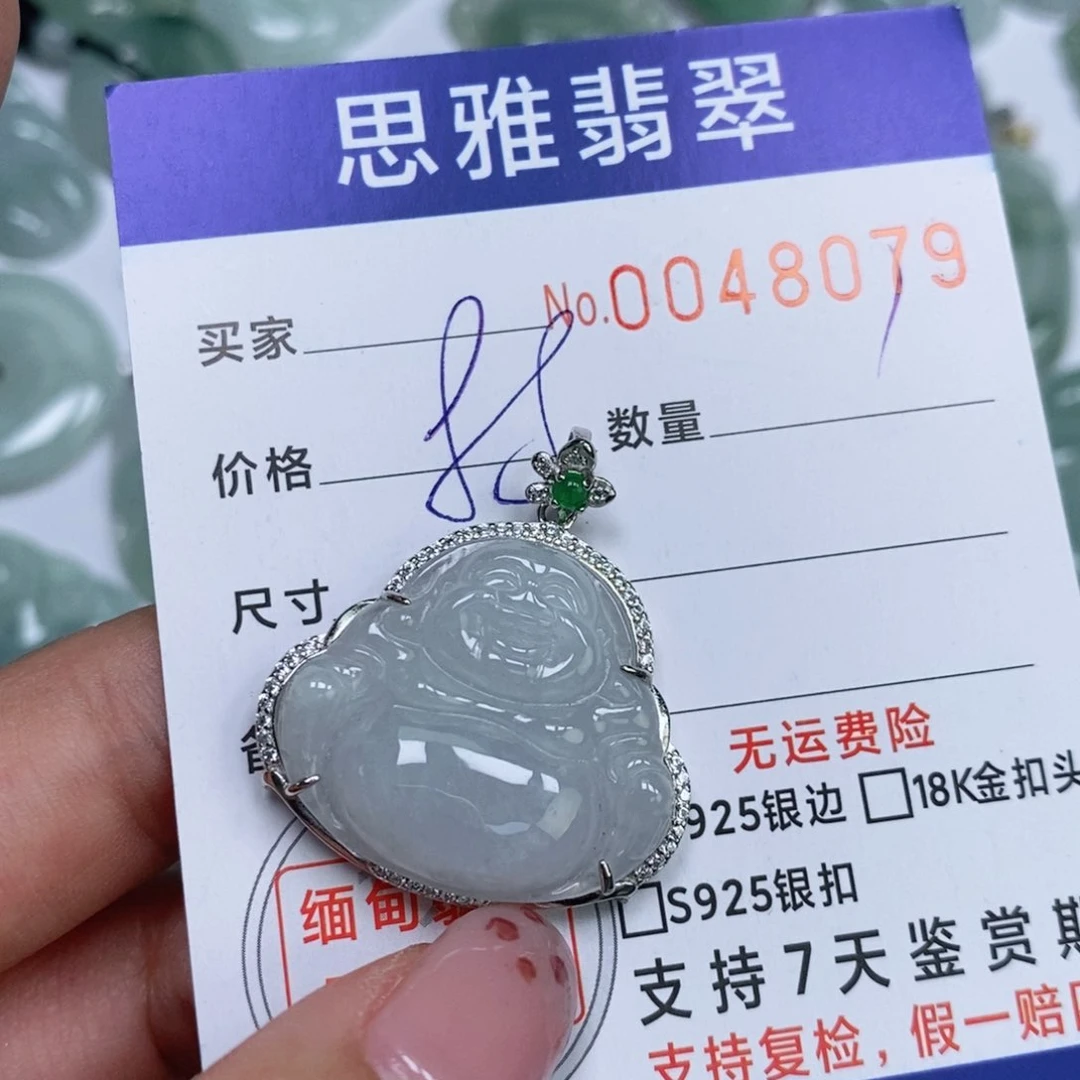 思雅翡翠
No.0048079
买家
价格
数量
尺寸
无运费险
925银边 □18K金扣头
□S925银扣
缅甸
支持7天鉴赏期
支持复检，假一赔